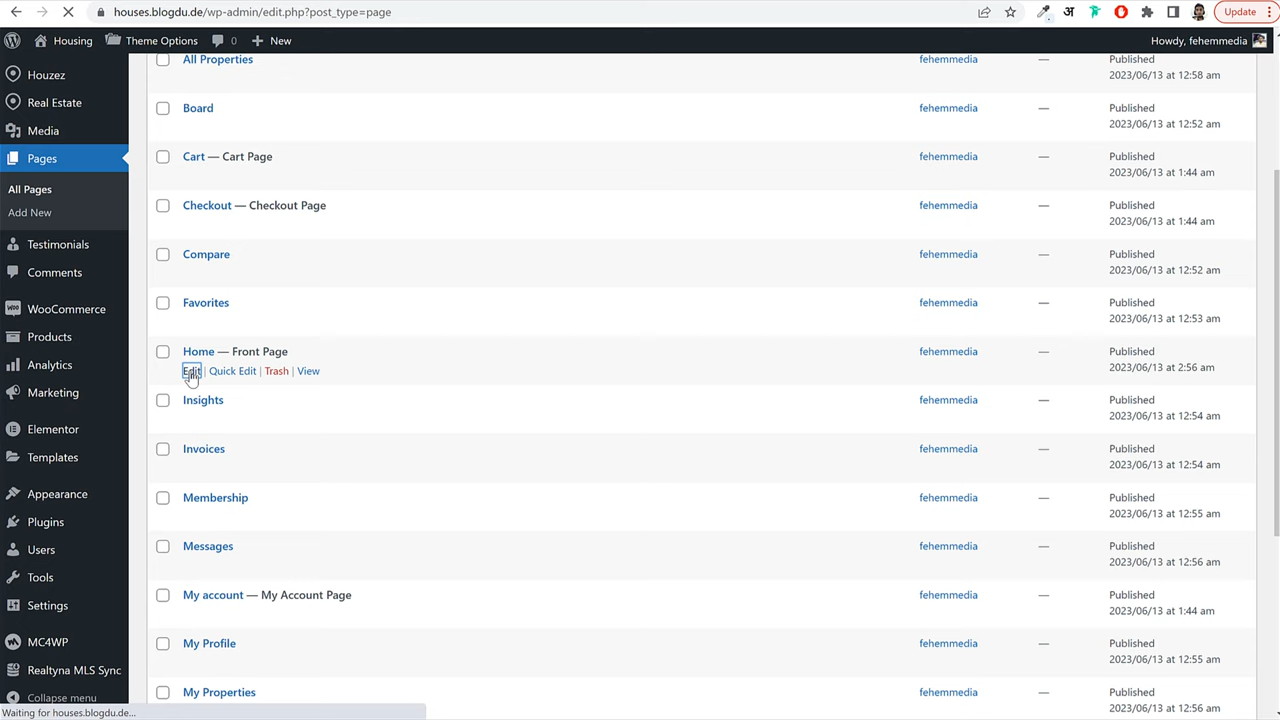 houses.blogdu.de/wp-admin/edit.php?post_type=page
अ
Update
Housing
Theme Options
0
New
Howdy, fehemmedia
Houzez
Real Estate
Media
Pages
All Pages
Add New
Testimonials
Comments
WooCommerce
Products
Analytics
Marketing
Elementor
Templates
Appearance
Plugins
Users
Tools
Settings
MC4WP
Realtyna MLS Sync
Collapse menu
All Properties fehemmedia — Published
2023/06/13 at 12:58 am
Board fehemmedia — Published
2023/06/13 at 12:52 am
Cart — Cart Page fehemmedia — Published
2023/06/13 at 1:44 am
Checkout — Checkout Page fehemmedia — Published
2023/06/13 at 1:44 am
Compare fehemmedia — Published
2023/06/13 at 12:52 am
Favorites fehemmedia — Published
2023/06/13 at 12:53 am
Home — Front Page fehemmedia — Published
2023/06/13 at 2:56 am
Edit | Quick Edit | Trash | View
Insights fehemmedia — Published
2023/06/13 at 12:54 am
Invoices fehemmedia — Published
2023/06/13 at 12:54 am
Membership fehemmedia — Published
2023/06/13 at 12:55 am
Messages fehemmedia — Published
2023/06/13 at 12:56 am
My account — My Account Page fehemmedia — Published
2023/06/13 at 1:44 am
My Profile fehemmedia — Published
2023/06/13 at 12:55 am
My Properties fehemmedia — Published
2023/06/13 at 12:56 am
Waiting for houses.blogdu.de...